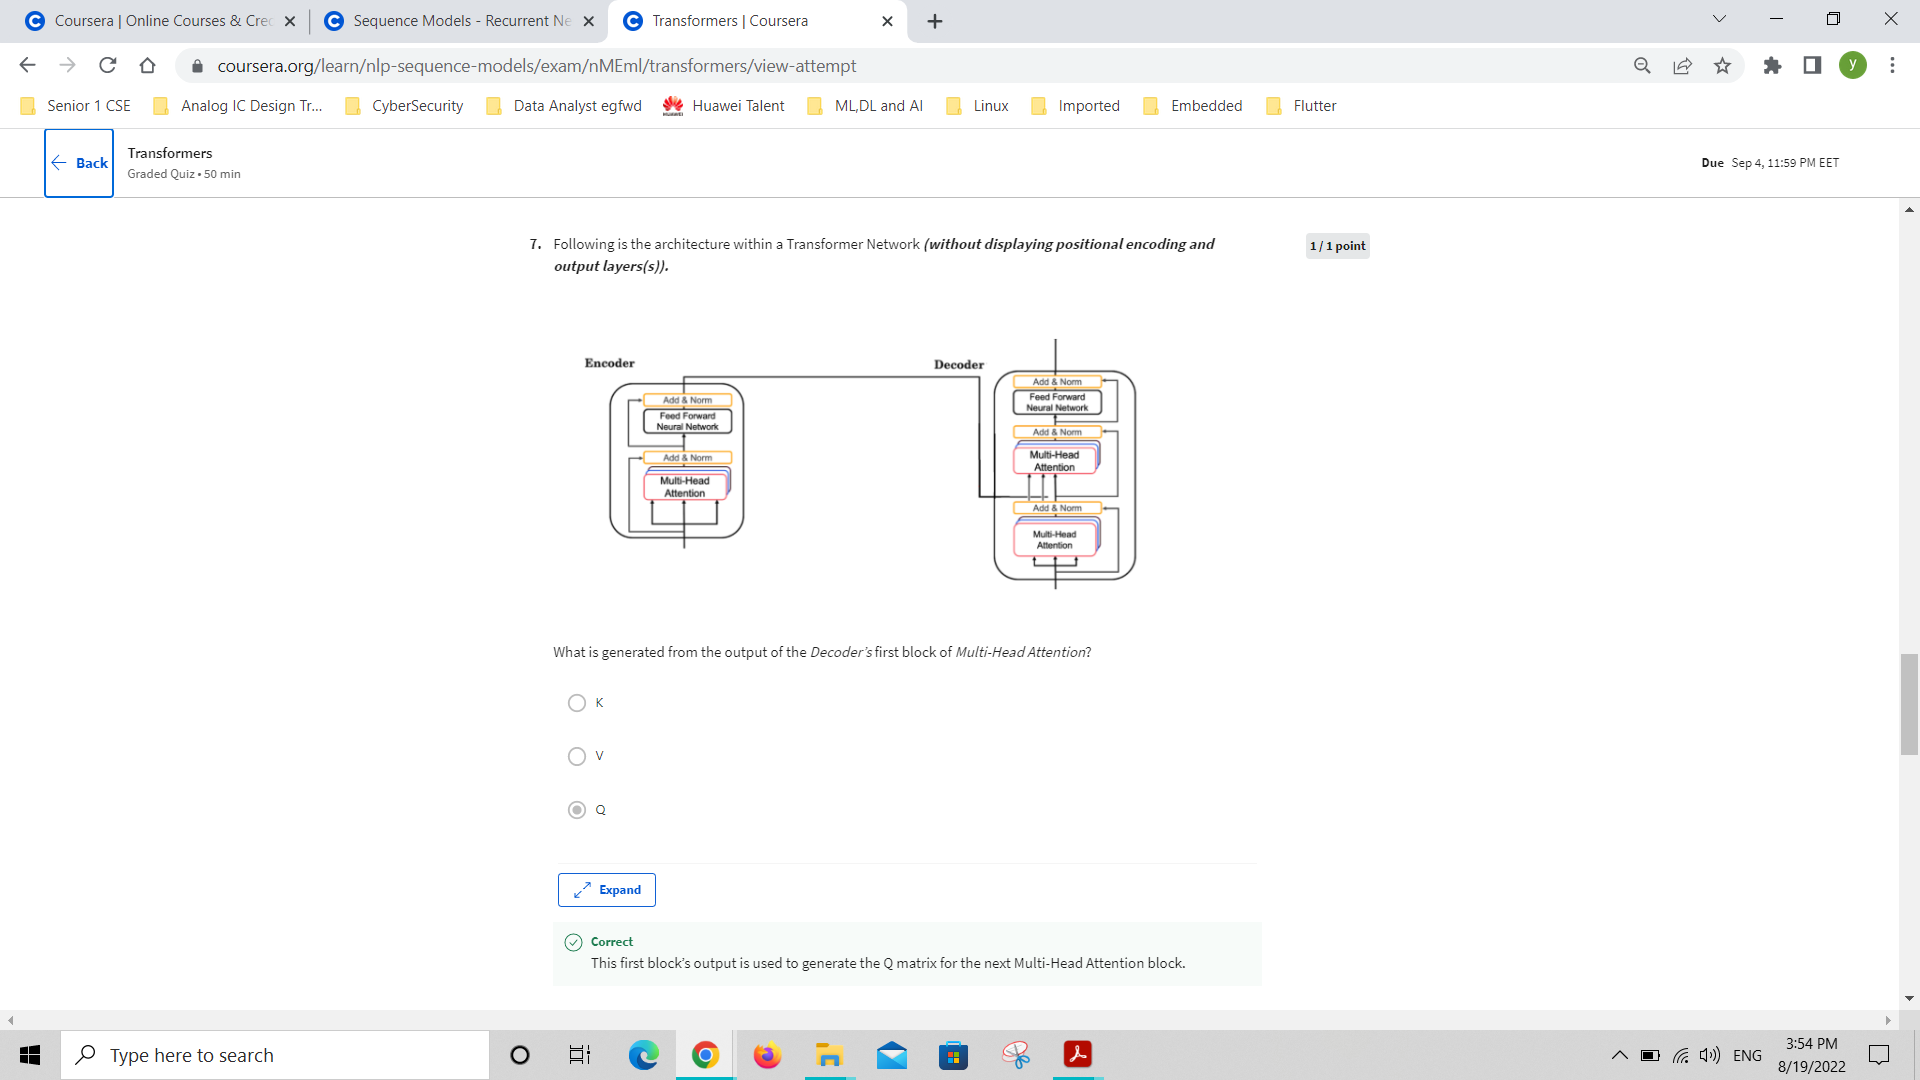 Coursera | Online Courses & Cre
Sequence Models - Recurrent Ne
Transformers | Coursera
coursera.org/learn/nlp-sequence-models/exam/nMEml/transformers/view-attempt
y
Senior 1 CSE
Analog IC Design Tr...
CyberSecurity
Data Analyst egfwd
Huawei Talent
ML,DL and AI
Linux
Imported
Embedded
Flutter
Back
Transformers
Graded Quiz • 50 min
Due Sep 4, 11:59 PM EET
7. Following is the architecture within a Transformer Network (without displaying positional encoding and
output layers(s)).
1 / 1 point
Encoder
Add & Norm
Feed Forward
Neural Network
Add & Norm
Multi-Head
Attention
Decoder
Add & Norm
Feed Forward
Neural Network
Add & Norm
Multi-Head
Attention
Add & Norm
Multi-Head
Attention
What is generated from the output of the Decoder's first block of Multi-Head Attention?
K
V
Q
Expand
Correct
This first block's output is used to generate the Q matrix for the next Multi-Head Attention block.
Type here to search
ENG
3:54 PM
8/19/2022